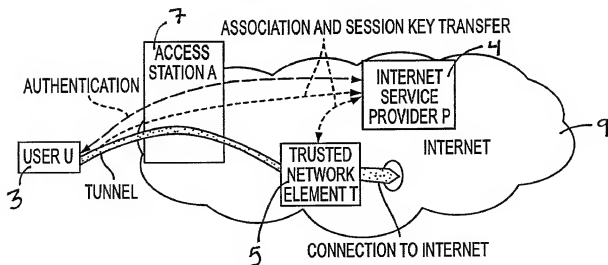 7
ASSOCIATION AND SESSION KEY TRANSFER
4
ACCESS
STATION A
AUTHENTICATION
INTERNET
SERVICE
PROVIDER P
9
INTERNET
USER U
3
TUNNEL
TRUSTED
NETWORK
ELEMENT T
5
CONNECTION TO INTERNET